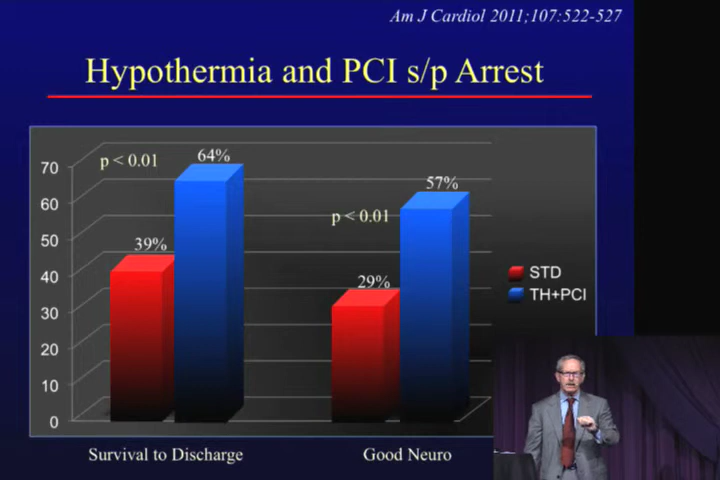 Am J Cardiol 2011;107:522-527
Hypothermia and PCI s/p Arrest
70
60
50
40
30
20
10
0
p < 0.01
39%
64%
p < 0.01
29%
57%
STD
TH+PCI
Survival to Discharge
Good Neuro